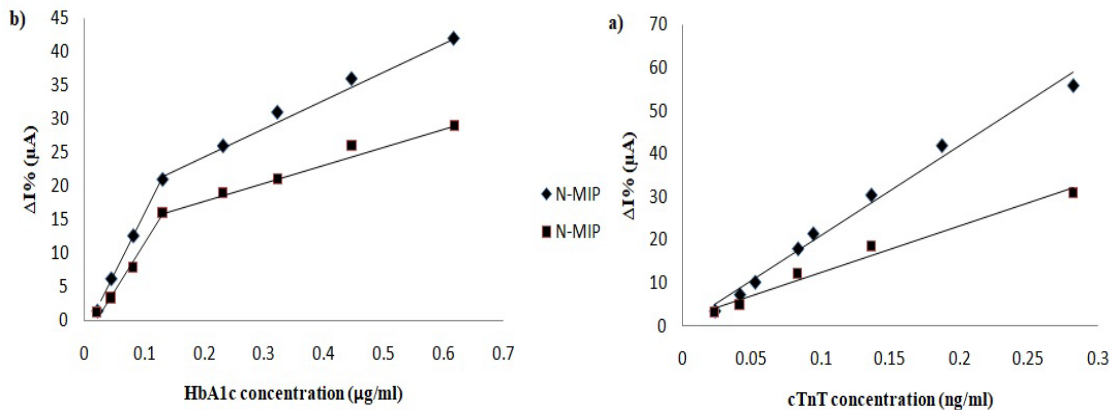 b)
45
40
35
30
25
20
15
10
5
0
ΔI% (µA)
0 0.1 0.2 0.3 0.4 0.5 0.6 0.7
HbA1c concentration (µg/ml)
N-MIP
N-MIP
a)
70
60
50
40
30
20
10
0
ΔI% (µA)
0 0.05 0.1 0.15 0.2 0.25 0.3
cTnT concentration (ng/ml)